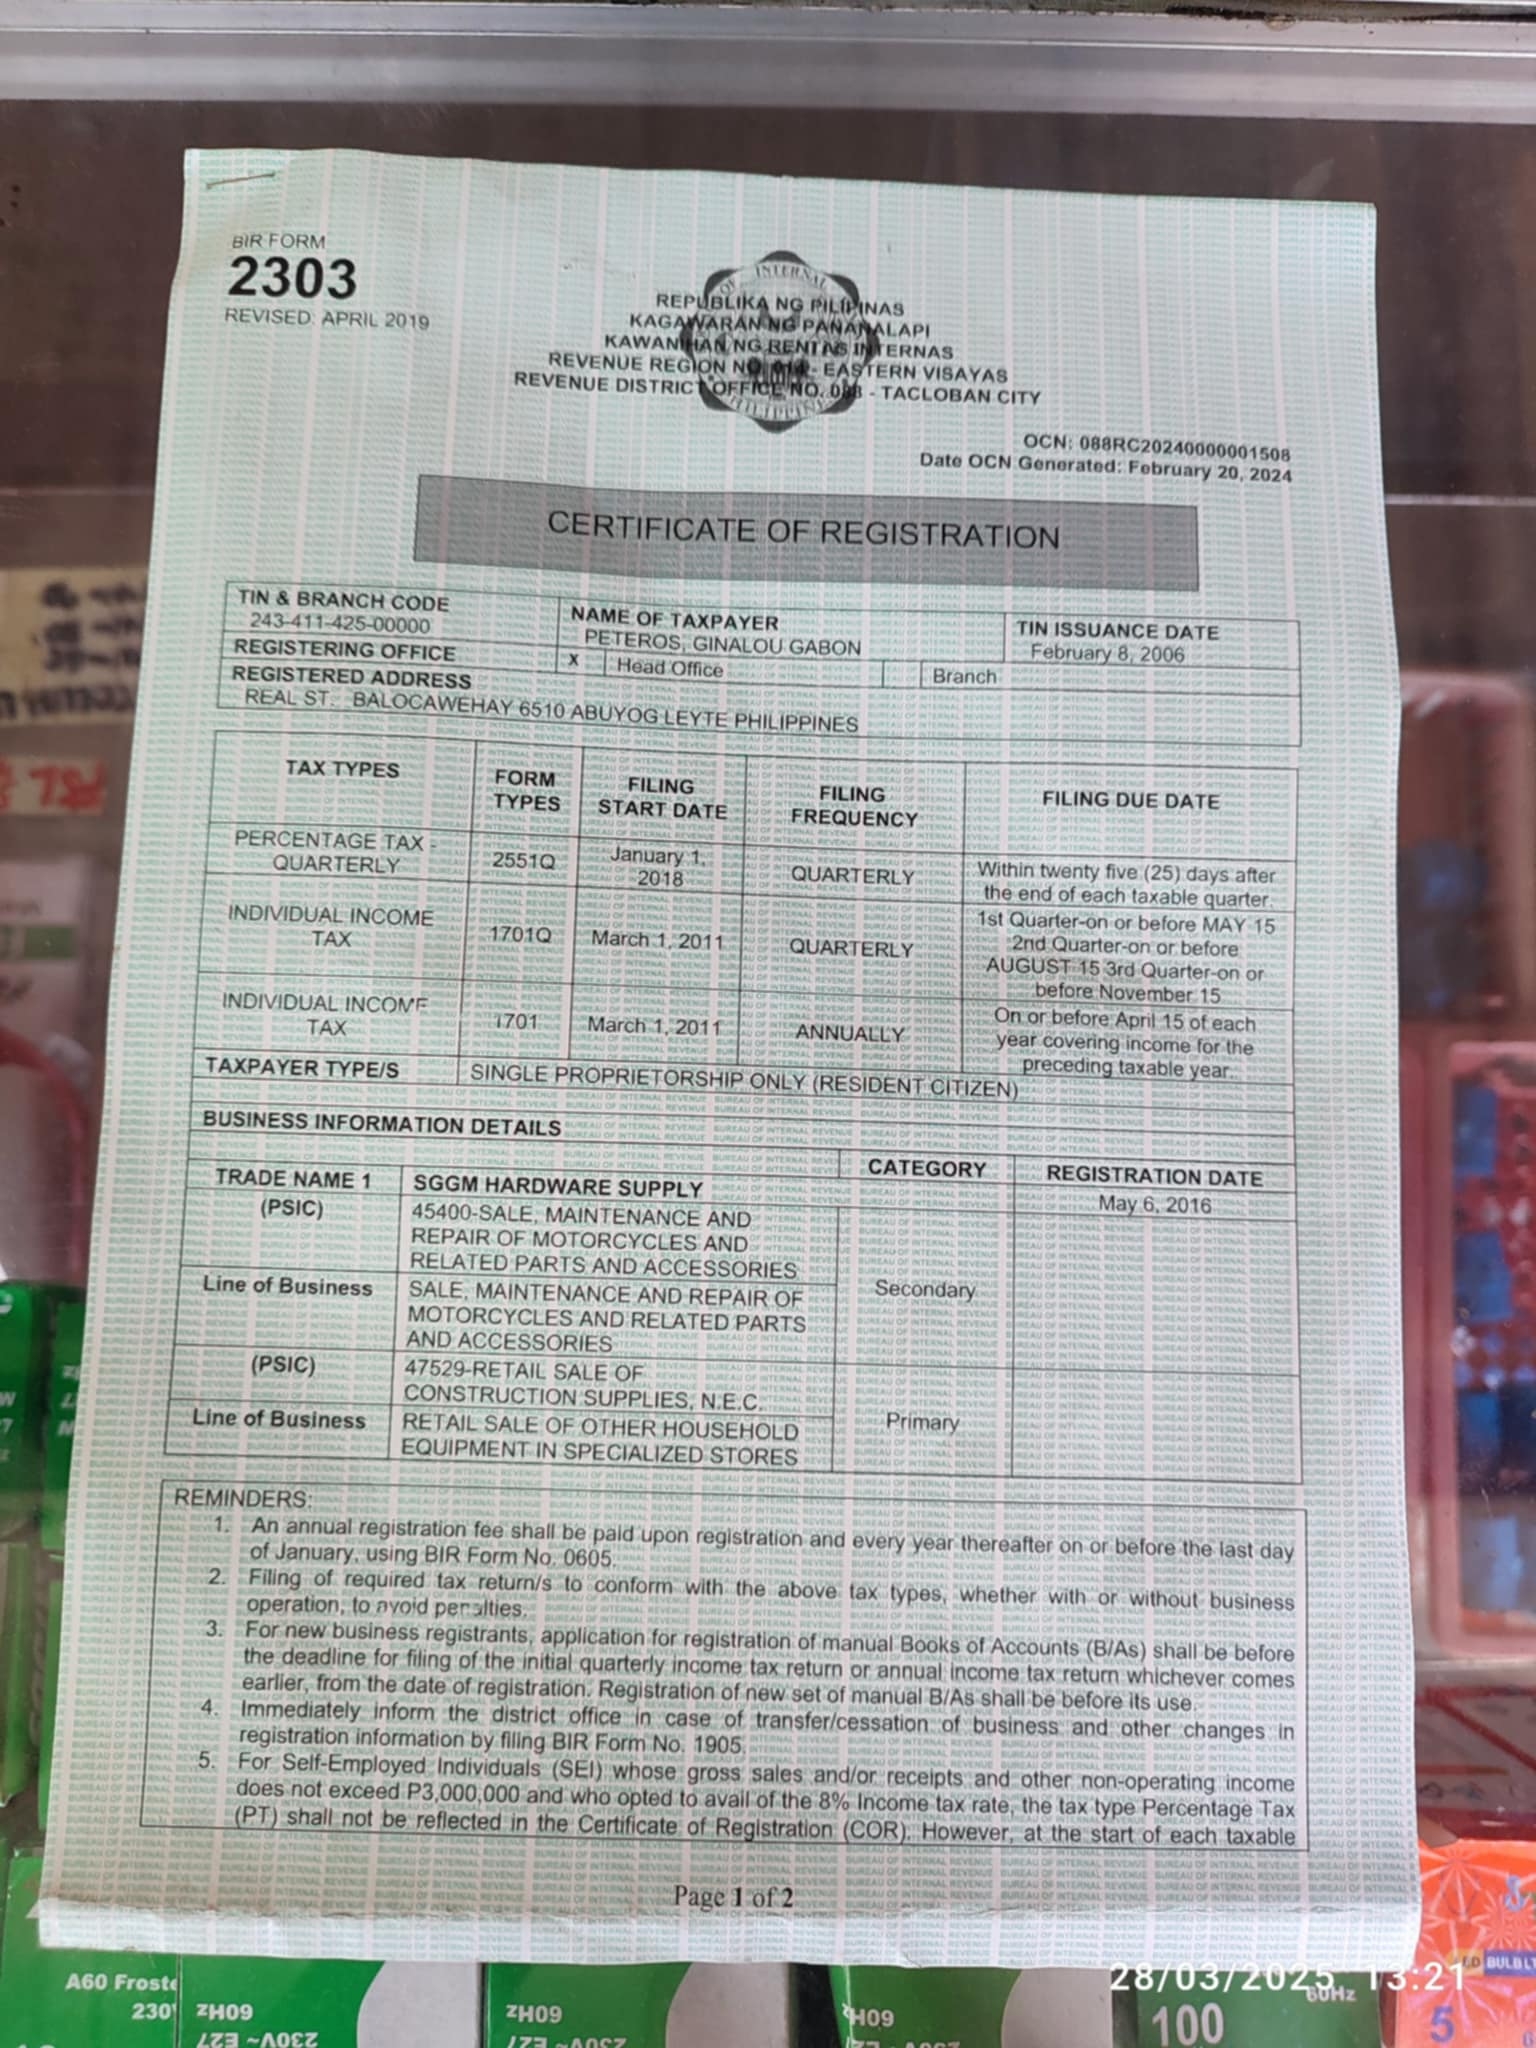 BIR FORM
2303
REVISED: APRIL 2019
REPUBLIKA NG PILIPINAS
KAGAWARAN NG PANANALAPI
KAWANIHAN NG RENTAS INTERNAS
REVENUE REGION NO. 014 - EASTERN VISAYAS
REVENUE DISTRICT OFFICE NO. 088 - TACLOBAN CITY
OCN: 088RC20240000001508
Date OCN Generated: February 20, 2024
CERTIFICATE OF REGISTRATION
TIN & BRANCH CODE
243-411-425-00000
NAME OF TAXPAYER
PETEROS, GINALOU GABON
TIN ISSUANCE DATE
February 8, 2006
REGISTERING OFFICE
x Head Office Branch
REGISTERED ADDRESS
REAL ST. BALOCAWEHAY 6510 ABUYOG LEYTE PHILIPPINES
TAX TYPES
FORM
TYPES
FILING
START DATE
FILING
FREQUENCY
FILING DUE DATE
PERCENTAGE TAX -
QUARTERLY
2551Q
January 1,
2018
QUARTERLY
Within twenty five (25) days after
the end of each taxable quarter.
INDIVIDUAL INCOME
TAX
1701Q
March 1, 2011
QUARTERLY
1st Quarter-on or before MAY 15
2nd Quarter-on or before
AUGUST 15 3rd Quarter-on or
before November 15
INDIVIDUAL INCOME
TAX
1701
March 1, 2011
ANNUALLY
On or before April 15 of each
year covering income for the
preceding taxable year.
TAXPAYER TYPE/S
SINGLE PROPRIETORSHIP ONLY (RESIDENT CITIZEN)
BUSINESS INFORMATION DETAILS
CATEGORY
REGISTRATION DATE
TRADE NAME 1
SGGM HARDWARE SUPPLY
May 6, 2016
(PSIC)
45400-SALE, MAINTENANCE AND
REPAIR OF MOTORCYCLES AND
RELATED PARTS AND ACCESSORIES
Secondary
Line of Business
SALE, MAINTENANCE AND REPAIR OF
MOTORCYCLES AND RELATED PARTS
AND ACCESSORIES
(PSIC)
47529-RETAIL SALE OF
CONSTRUCTION SUPPLIES, N.E.C.
Primary
Line of Business
RETAIL SALE OF OTHER HOUSEHOLD
EQUIPMENT IN SPECIALIZED STORES
REMINDERS:
1. An annual registration fee shall be paid upon registration and every year thereafter on or before the last day
of January, using BIR Form No. 0605.
2. Filing of required tax return/s to conform with the above tax types, whether with or without business
operation, to avoid penalties.
3. For new business registrants, application for registration of manual Books of Accounts (B/As) shall be before
the deadline for filing of the initial quarterly income tax return or annual income tax return whichever comes
earlier, from the date of registration. Registration of new set of manual B/As shall be before its use.
4. Immediately inform the district office in case of transfer/cessation of business and other changes in
registration information by filing BIR Form No. 1905.
5. For Self-Employed Individuals (SEI) whose gross sales and/or receipts and other non-operating income
does not exceed P3,000,000 and who opted to avail of the 8% Income tax rate, the tax type Percentage Tax
(PT) shall not be reflected in the Certificate of Registration (COR). However, at the start of each taxable
Page 1 of 2
28/03/2025 13:21
A60 Froste
230V
60Hz
230V~ E27
60Hz
230V~ E27
60Hz
60Hz
100
BULB
5